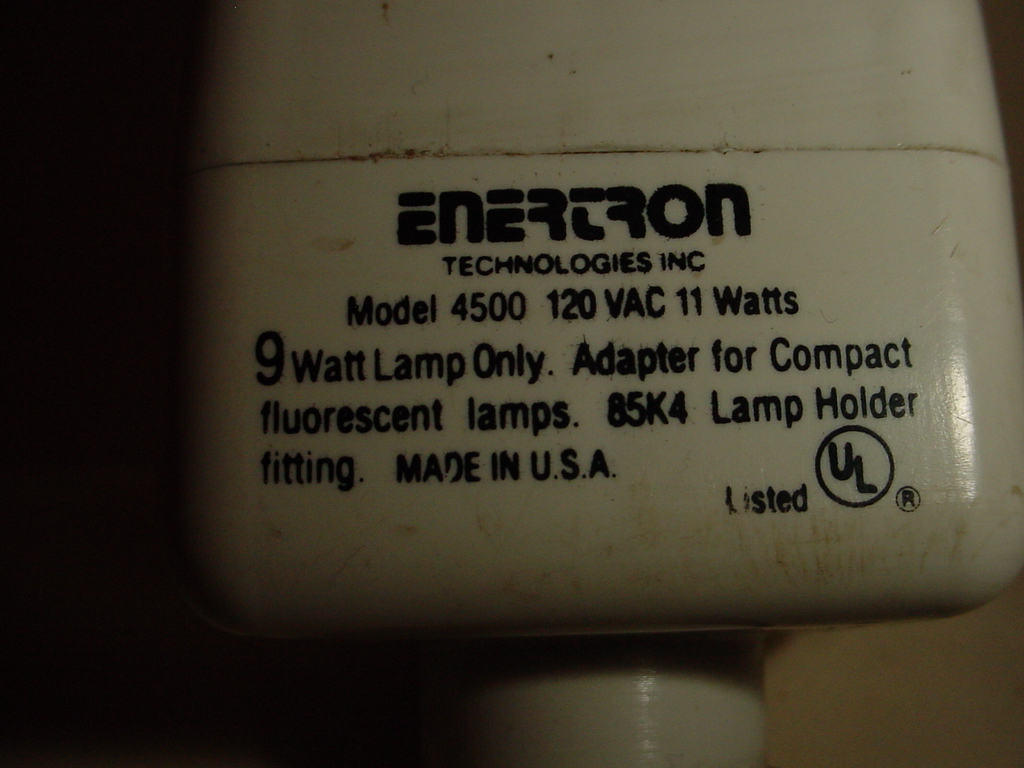 ENERTRON
TECHNOLOGIES INC
Model 4500 120 VAC 11 Watts
9 Watt Lamp Only. Adapter for Compact
fluorescent lamps. 85K4 Lamp Holder
fitting. MADE IN U.S.A.
Listed UL ®